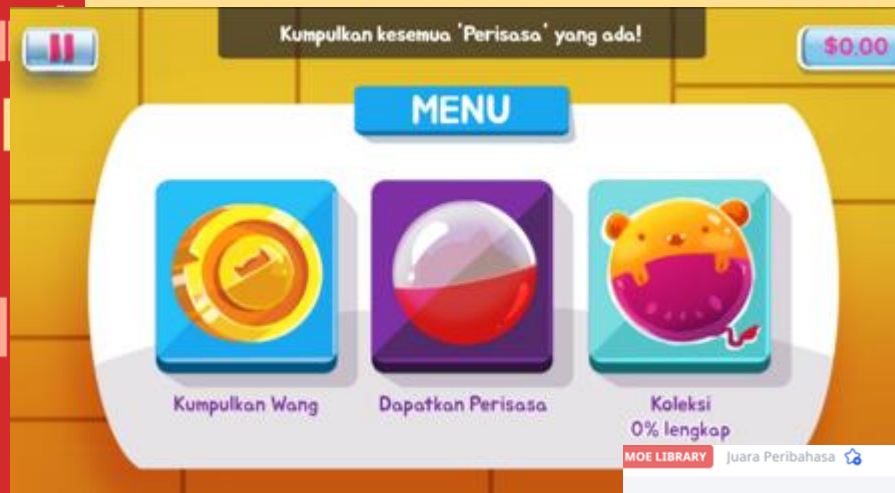 Kumpulkan kesemua 'Perisasa' yang ada!
$0.00
MENU
Kumpulkan Wang
Dapatkan Perisasa
Koleksi
0% lengkap
MOE LIBRARY Juara Peribahasa